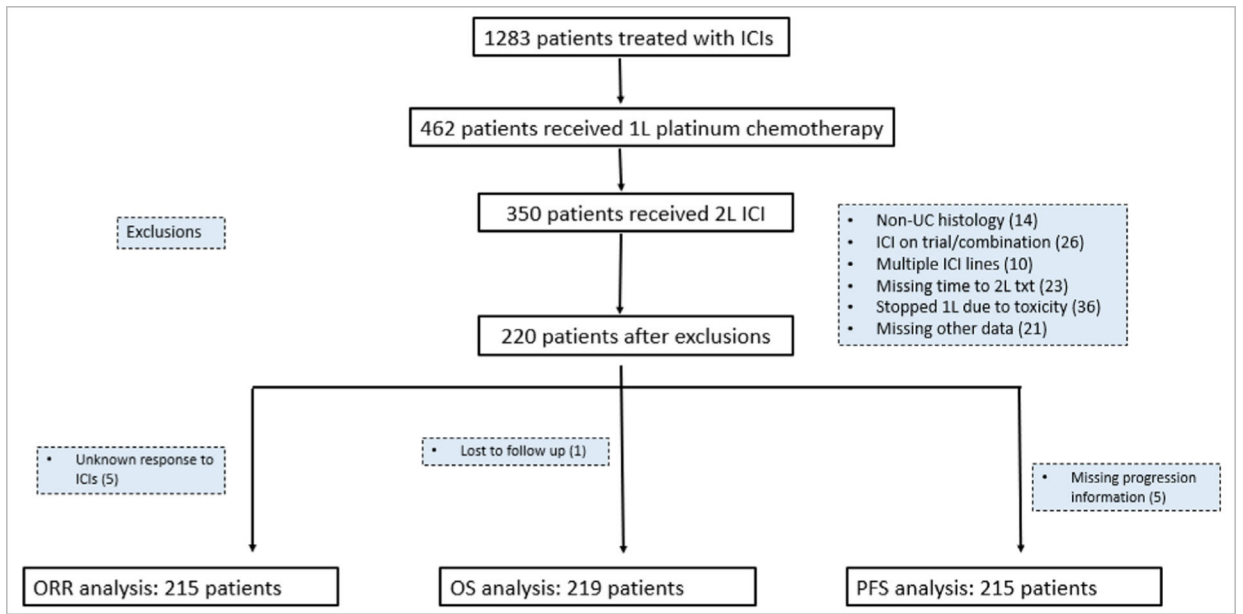 1283 patients treated with ICIs
462 patients received 1L platinum chemotherapy
350 patients received 2L ICI
Exclusions
• Non-UC histology (14)
• ICI on trial/combination (26)
• Multiple ICI lines (10)
• Missing time to 2L txt (23)
• Stopped 1L due to toxicity (36)
• Missing other data (21)
220 patients after exclusions
• Unknown response to
ICIs (5)
• Lost to follow up (1)
• Missing progression
information (5)
ORR analysis: 215 patients
OS analysis: 219 patients
PFS analysis: 215 patients